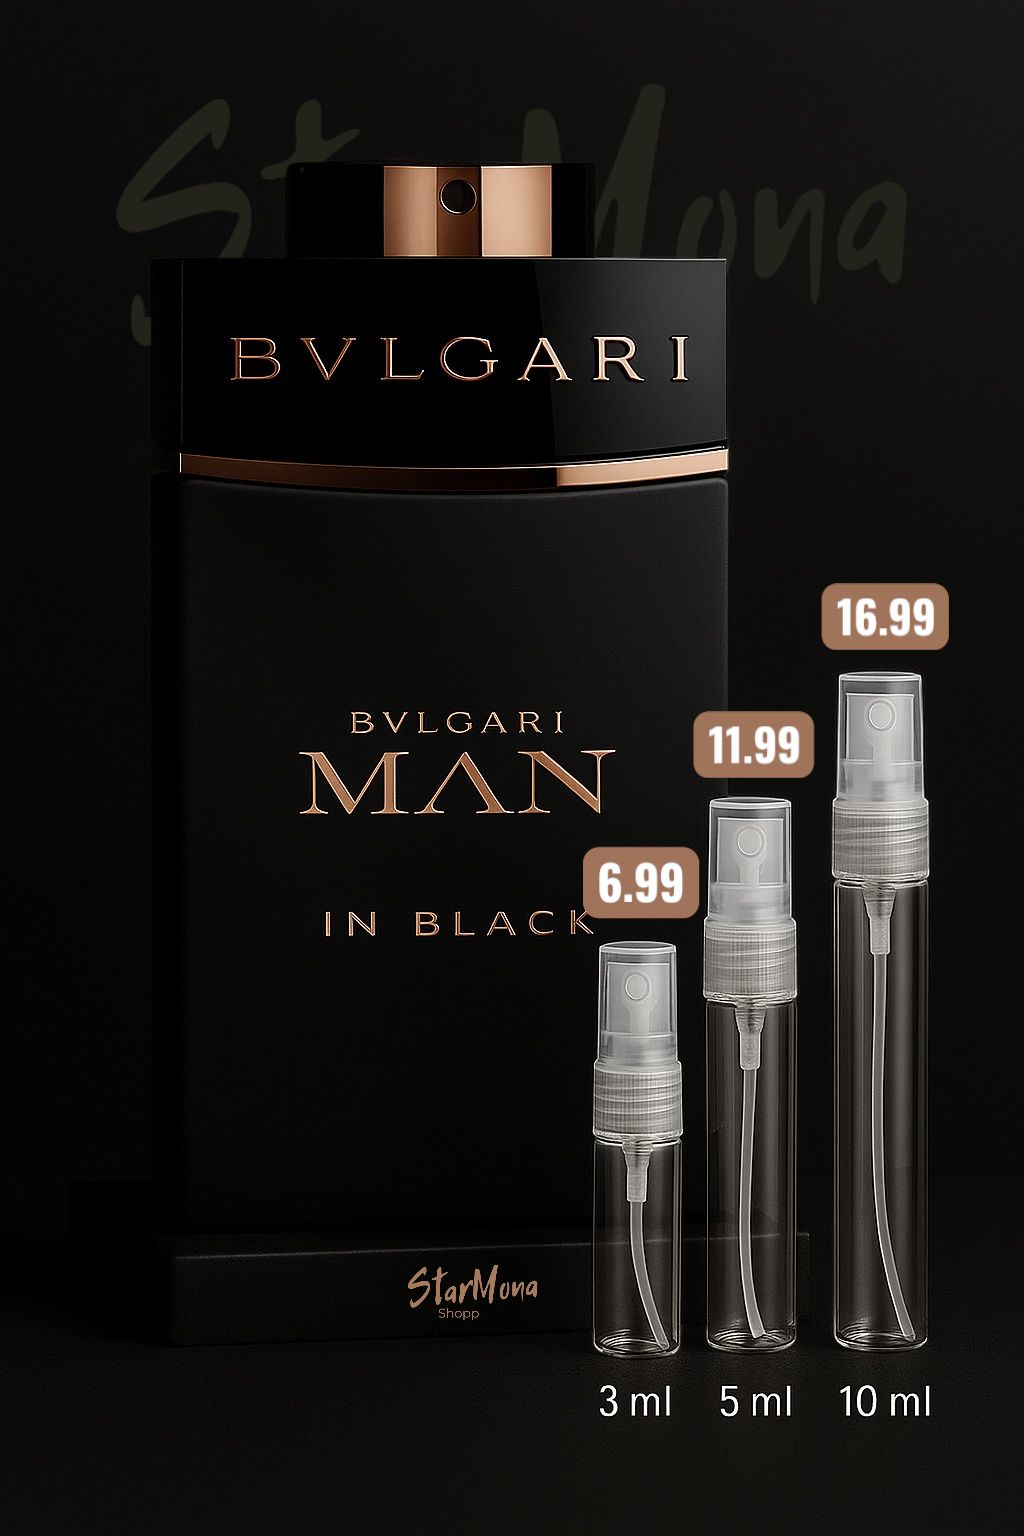 StarMona
BVLGARI
BVLGARI
MAN
IN BLACK
16.99
11.99
6.99
StarMona
Shopp
3 ml 5 ml 10 ml